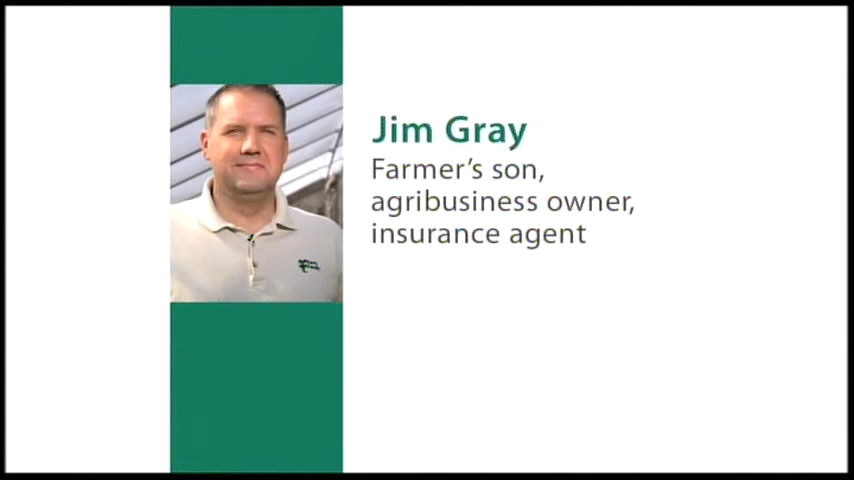 Jim Gray
Farmer's son,
agribusiness owner,
insurance agent